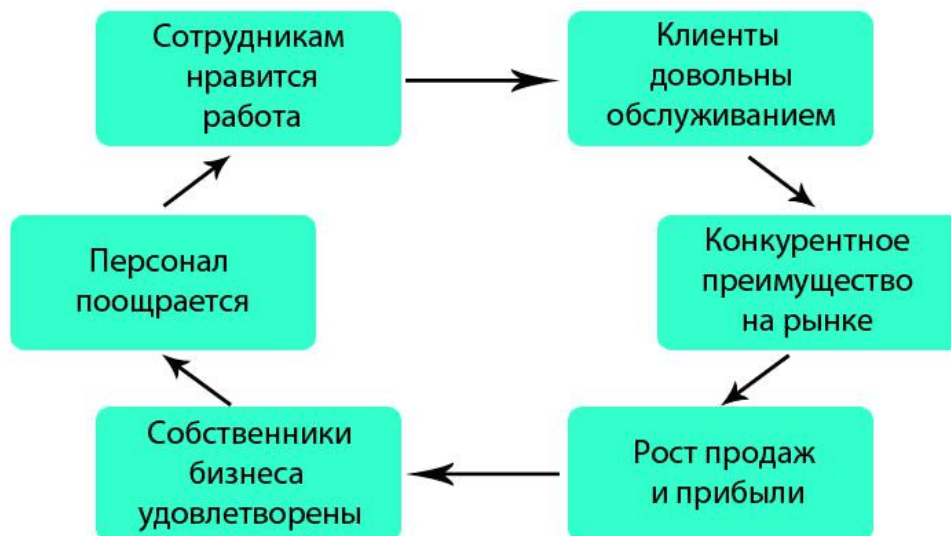 Сотрудникам
нравится
работа
Клиенты
довольны
обслуживанием
Конкурентное
преимущество
на рынке
Рост продаж
и прибыли
Собственники
бизнеса
удовлетворены
Персонал
поощрается